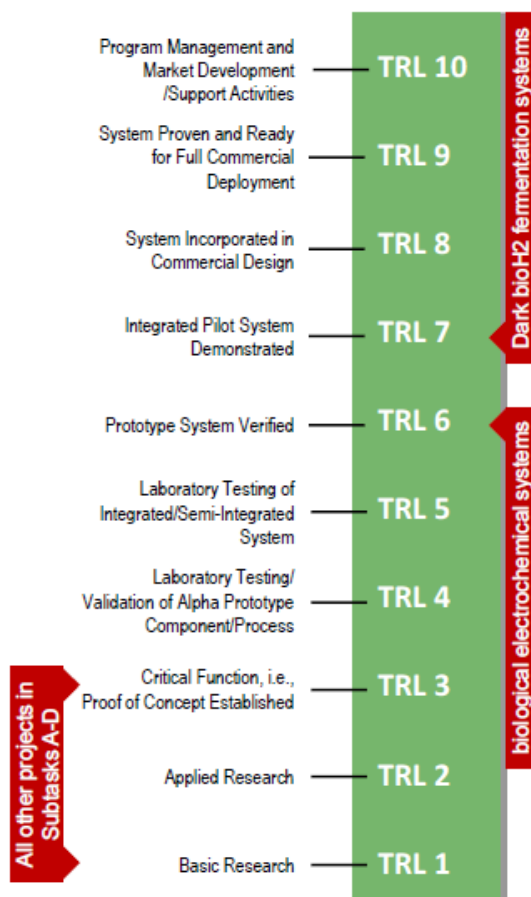 Program Management and
Market Development
/Support Activities
TRL 10
System Proven and Ready
for Full Commercial
Deployment
TRL 9
System Incorporated in
Commercial Design
TRL 8
Integrated Pilot System
Demonstrated
TRL 7
Prototype System Verified
TRL 6
Laboratory Testing of
Integrated/Semi-Integrated
System
TRL 5
Laboratory Testing/
Validation of Alpha Prototype
Component/Process
TRL 4
Critical Function, i.e.,
Proof of Concept Established
TRL 3
Applied Research
TRL 2
Basic Research
TRL 1
Dark bioH2 fermentation systems
biological electrochemical systems
All other projects in
Subtasks A-D